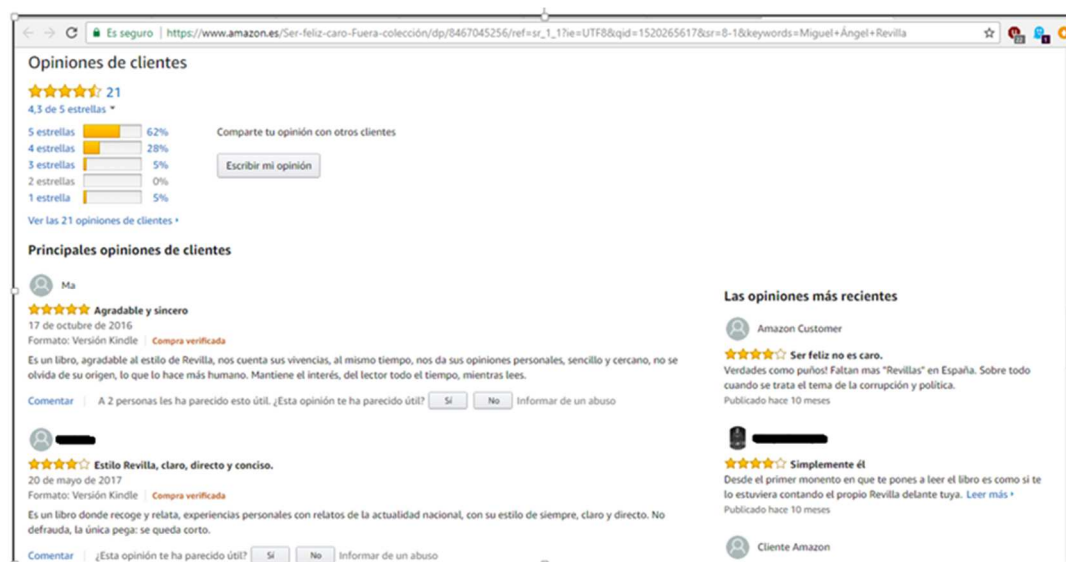 Es seguro | https://www.amazon.es/Ser-feliz-caro-Fuera-colección/dp/8467045256/ref=sr_1_1?ie=UTF8&qid=1520265617&sr=8-1&keywords=Miguel+Ángel+Revilla
Opiniones de clientes
21
4,3 de 5 estrellas
5 estrellas 62%
4 estrellas 28%
3 estrellas 5%
2 estrellas 0%
1 estrella 5%
Comparte tu opinión con otros clientes
Escribir mi opinión
Ver las 21 opiniones de clientes
Principales opiniones de clientes
Ma
Agradable y sincero
17 de octubre de 2016
Formato: Versión Kindle | Compra verificada
Es un libro, agradable al estilo de Revilla, nos cuenta sus vivencias, al mismo tiempo, nos da sus opiniones personales, sencillo y cercano, no se
olvida de su origen, lo que lo hace más humano. Mantiene el interés, del lector todo el tiempo, mientras lees.
Comentar | A 2 personas les ha parecido esto útil. ¿Esta opinión te ha parecido útil? Sí No Informar de un abuso
Estilo Revilla, claro, directo y conciso.
20 de mayo de 2017
Formato: Versión Kindle | Compra verificada
Es un libro donde recoge y relata, experiencias personales con relatos de la actualidad nacional, con su estilo de siempre, claro y directo. No
defrauda, la única pega: se queda corto.
Comentar | ¿Esta opinión te ha parecido útil? Sí No Informar de un abuso
Las opiniones más recientes
Amazon Customer
Ser feliz no es caro.
Verdades como puños! Faltan mas "Revillas" en España. Sobre todo
cuando se trata el tema de la corrupción y política.
Publicado hace 10 meses
Simplemente él
Desde el primer monento en que te pones a leer el libro es como si te
lo estuviera contando el propio Revilla delante tuya. Leer más
Publicado hace 10 meses
Cliente Amazon